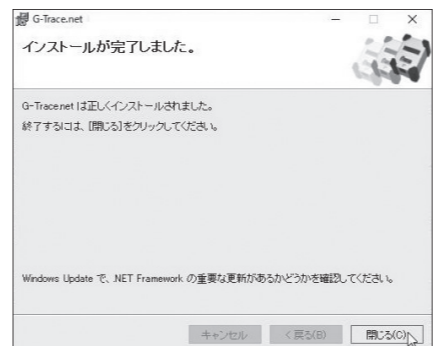 G-Trace.net
インストールが完了しました。
G-Trace.net は正しくインストールされました。
終了するには、[閉じる]をクリックしてください。
Windows Update で、.NET Framework の重要な更新があるかどうかを確認してください。
キャンセル
< 戻る(B)
閉じる(C)